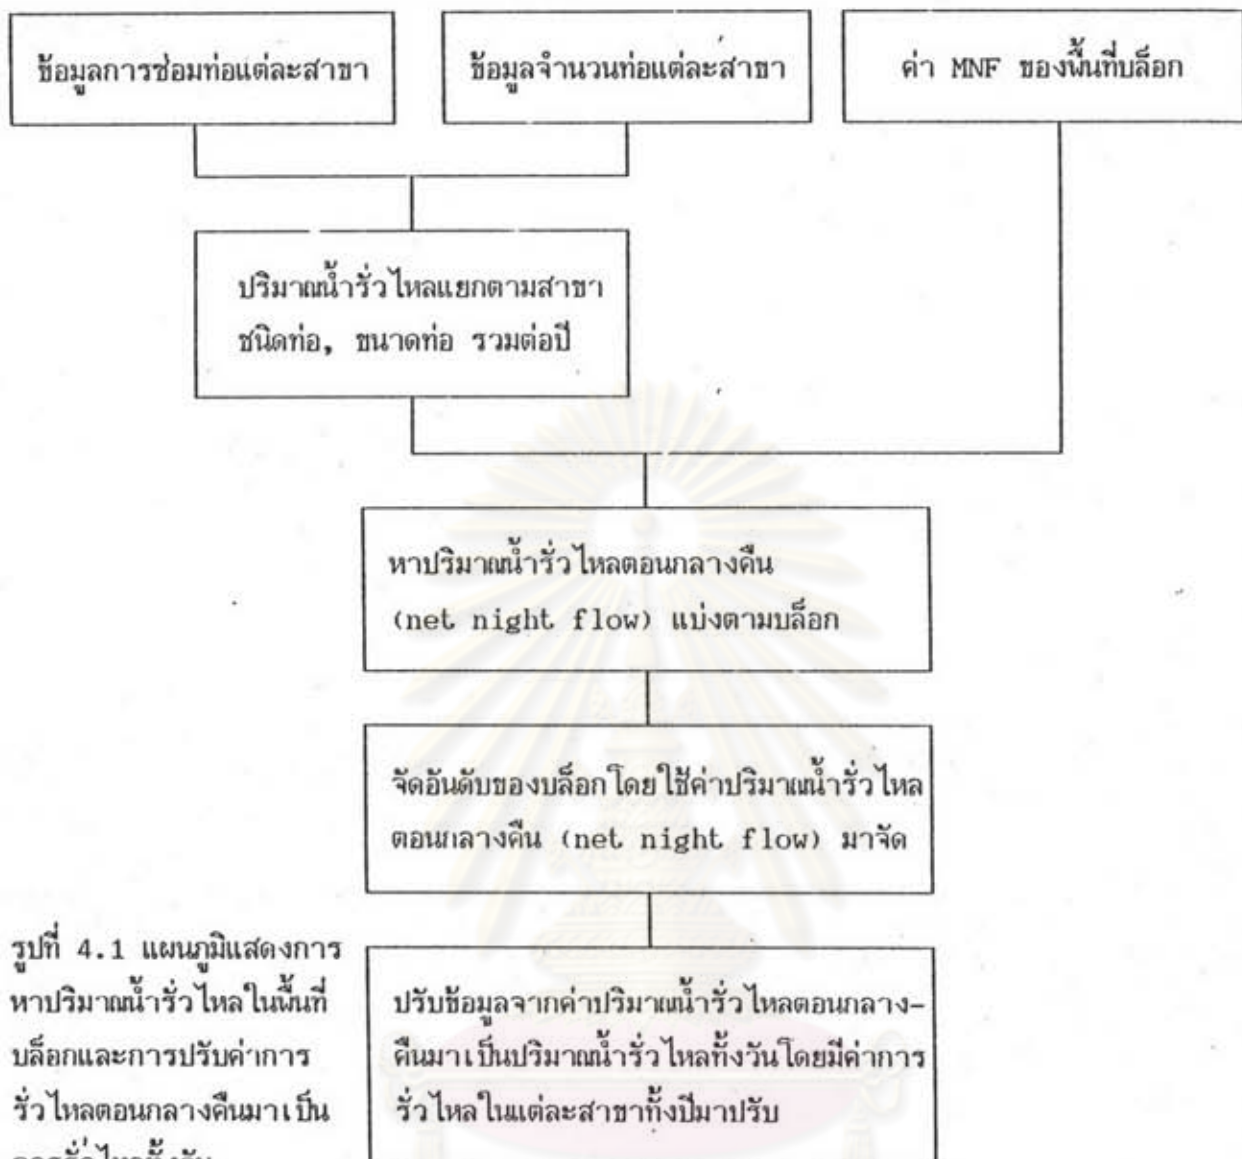 ข้อมูลการซ่อมท่อแต่ละสาขา
ข้อมูลจำนวนท่อแต่ละสาขา
ค่า MNF ของพื้นที่บล็อก
ปริมาณน้ำรั่วไหลแยกตามสาขา
ชนิดท่อ, ขนาดท่อ รวมต่อปี
หาปริมาณน้ำรั่วไหลตอนกลางคืน
(net night flow) แบ่งตามบล็อก
จัดอันดับของบล็อกโดยใช้ค่าปริมาณน้ำรั่วไหล
ตอนกลางคืน (net night flow) มาจัด
ปรับข้อมูลจากค่าปริมาณน้ำรั่วไหลตอนกลาง-
คืนมาเป็นปริมาณน้ำรั่วไหลทั้งวันโดยมีค่าการ
รั่วไหลในแต่ละสาขาทั้งปีมาปรับ
รูปที่ 4.1 แผนภูมิแสดงการ
หาปริมาณน้ำรั่วไหลในพื้นที่
บล็อกและการปรับค่าการ
รั่วไหลตอนกลางคืนมาเป็น